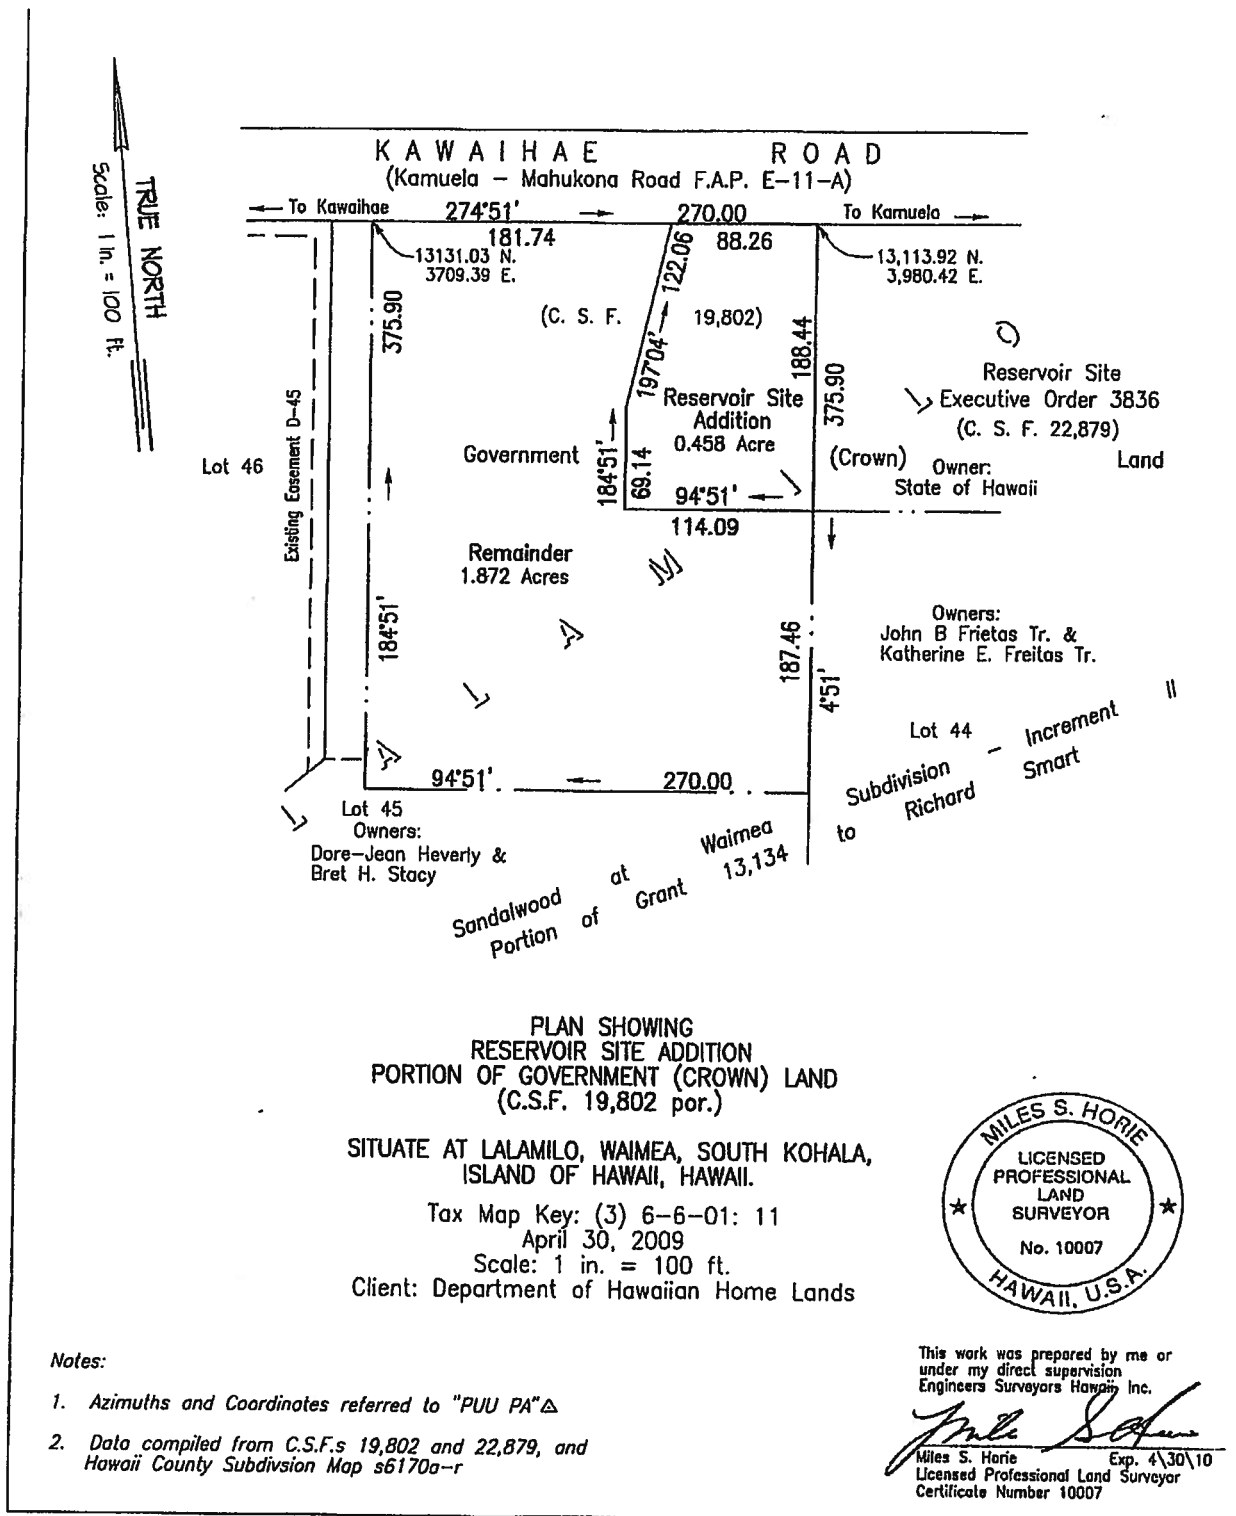 TRUE NORTH
Scale: 1 in. = 100 ft.
KAWAIHAE ROAD
(Kamuela - Mahukona Road F.A.P. E-11-A)
To Kawaihae 274°51' 270.00 To Kamuela
181.74 88.26
13131.03 N.
3709.39 E.
13,113.92 N.
3,980.42 E.
375.90
122.06
197°04'
(C. S. F. 19,802)
188.44
375.90
Reservoir Site
Executive Order 3836
(C. S. F. 22,879)
Reservoir Site
Addition
0.458 Acre
Existing Easement D-45
Lot 46
Government (Crown) Land
Owner:
State of Hawaii
184°51'
69.14
94°51'
114.09
Remainder
1.872 Acres
L A L A M I L O
184°51'
187.46
4°51'
Owners:
John B Frietas Tr. &
Katherine E. Freitas Tr.
Lot 44
94°51' 270.00
Lot 45
Owners:
Dore-Jean Heverly &
Bret H. Stacy
Sandalwood at Waimea Subdivision - Increment II
Portion of Grant 13,134 to Richard Smart
PLAN SHOWING
RESERVOIR SITE ADDITION
PORTION OF GOVERNMENT (CROWN) LAND
(C.S.F. 19,802 por.)
SITUATE AT LALAMILO, WAIMEA, SOUTH KOHALA,
ISLAND OF HAWAII, HAWAII.
Tax Map Key: (3) 6-6-01: 11
April 30, 2009
Scale: 1 in. = 100 ft.
Client: Department of Hawaiian Home Lands
MILES S. HORIE
LICENSED
PROFESSIONAL
LAND
SURVEYOR
No. 10007
HAWAII, U.S.A.
Notes:
1. Azimuths and Coordinates referred to "PUU PA"
2. Data compiled from C.S.F.s 19,802 and 22,879, and
Hawaii County Subdivsion Map s6170a-r
This work was prepared by me or
under my direct supervision
Engineers Surveyors Hawaii, Inc.
Miles S. Horie Exp. 4\30\10
Licensed Professional Land Surveyor
Certificate Number 10007